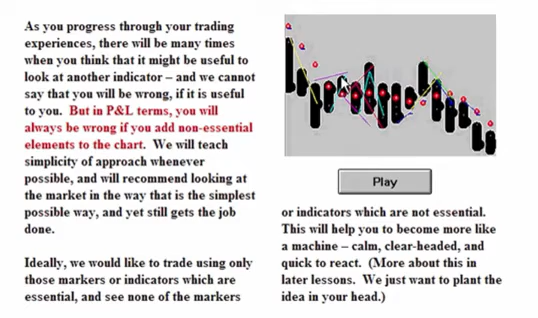 As you progress through your trading
experiences, there will be many times
when you think that it might be useful to
look at another indicator – and we cannot
say that you will be wrong, if it is useful
to you.  But in P&L terms, you will
always be wrong if you add non-essential
elements to the chart.  We will teach
simplicity of approach whenever
possible, and will recommend looking at
the market in the way that is the simplest
possible way, and yet still gets the job
done.
Ideally, we would like to trade using only
those markers or indicators which are
essential, and see none of the markers
Play
or indicators which are not essential.
This will help you to become more like
a machine – calm, clear-headed, and
quick to react.  (More about this in
later lessons.  We just want to plant the
idea in your head.)